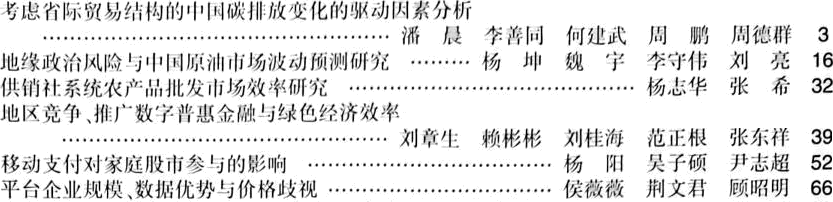 考虑省际贸易结构的中国碳排放变化的驱动因素分析
……………………………………………… 潘 晨 李善同 何建武 周 鹏 周德群 3
地缘政治风险与中国原油市场波动预测研究 ……… 杨 坤 魏 宇 李守伟 刘 亮 16
供销社系统农产品批发市场效率研究 …………………………………… 杨志华 张 希 32
地区竞争、推广数字普惠金融与绿色经济效率
……………………………………………… 刘章生 赖彬彬 刘桂海 范正根 张东祥 39
移动支付对家庭股市参与的影响 ……………………………… 杨 阳 吴子硕 尹志超 52
平台企业规模、数据优势与价格歧视 …………………………… 侯薇薇 荆文君 顾昭明 66